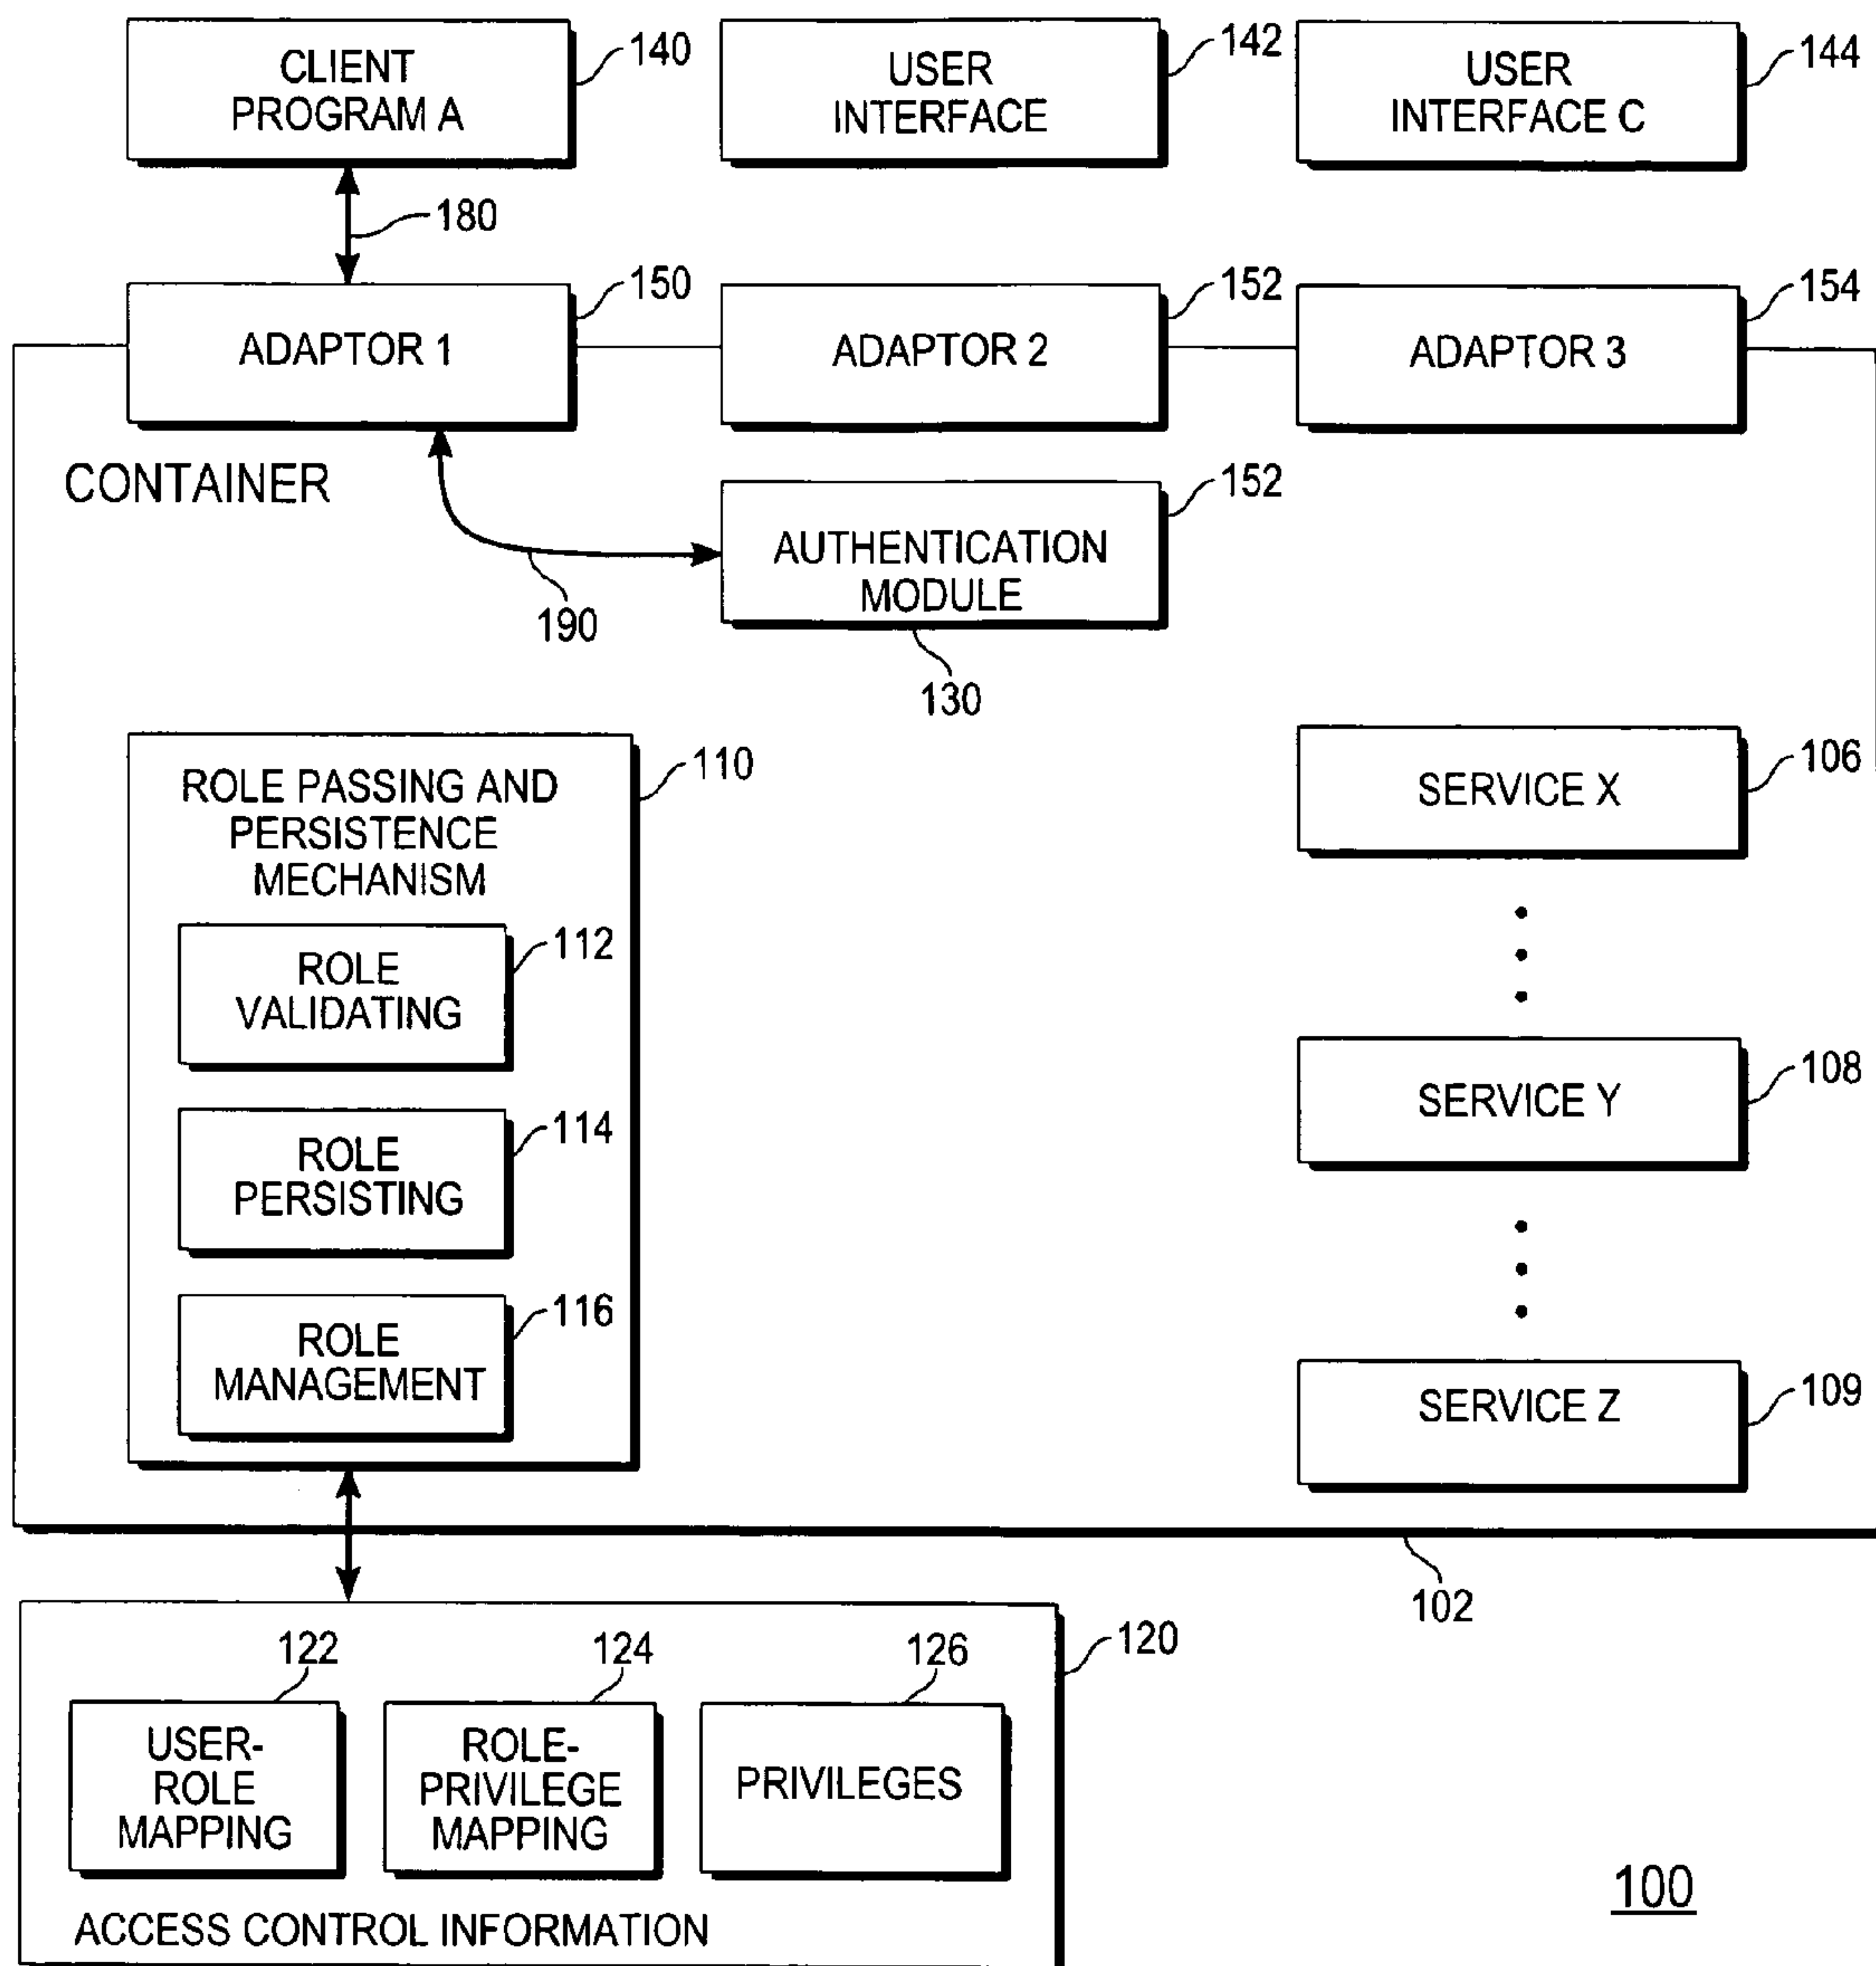 CLIENT
PROGRAM A
140
USER
INTERFACE
142
USER
INTERFACE C
144
180
ADAPTOR 1
150
ADAPTOR 2
152
ADAPTOR 3
154
CONTAINER
AUTHENTICATION
MODULE
152
190
130
ROLE PASSING AND
PERSISTENCE
MECHANISM
110
ROLE
VALIDATING
112
ROLE
PERSISTING
114
ROLE
MANAGEMENT
116
SERVICE X
106
SERVICE Y
108
SERVICE Z
109
102
120
122
USER-
ROLE
MAPPING
124
ROLE-
PRIVILEGE
MAPPING
126
PRIVILEGES
ACCESS CONTROL INFORMATION
100